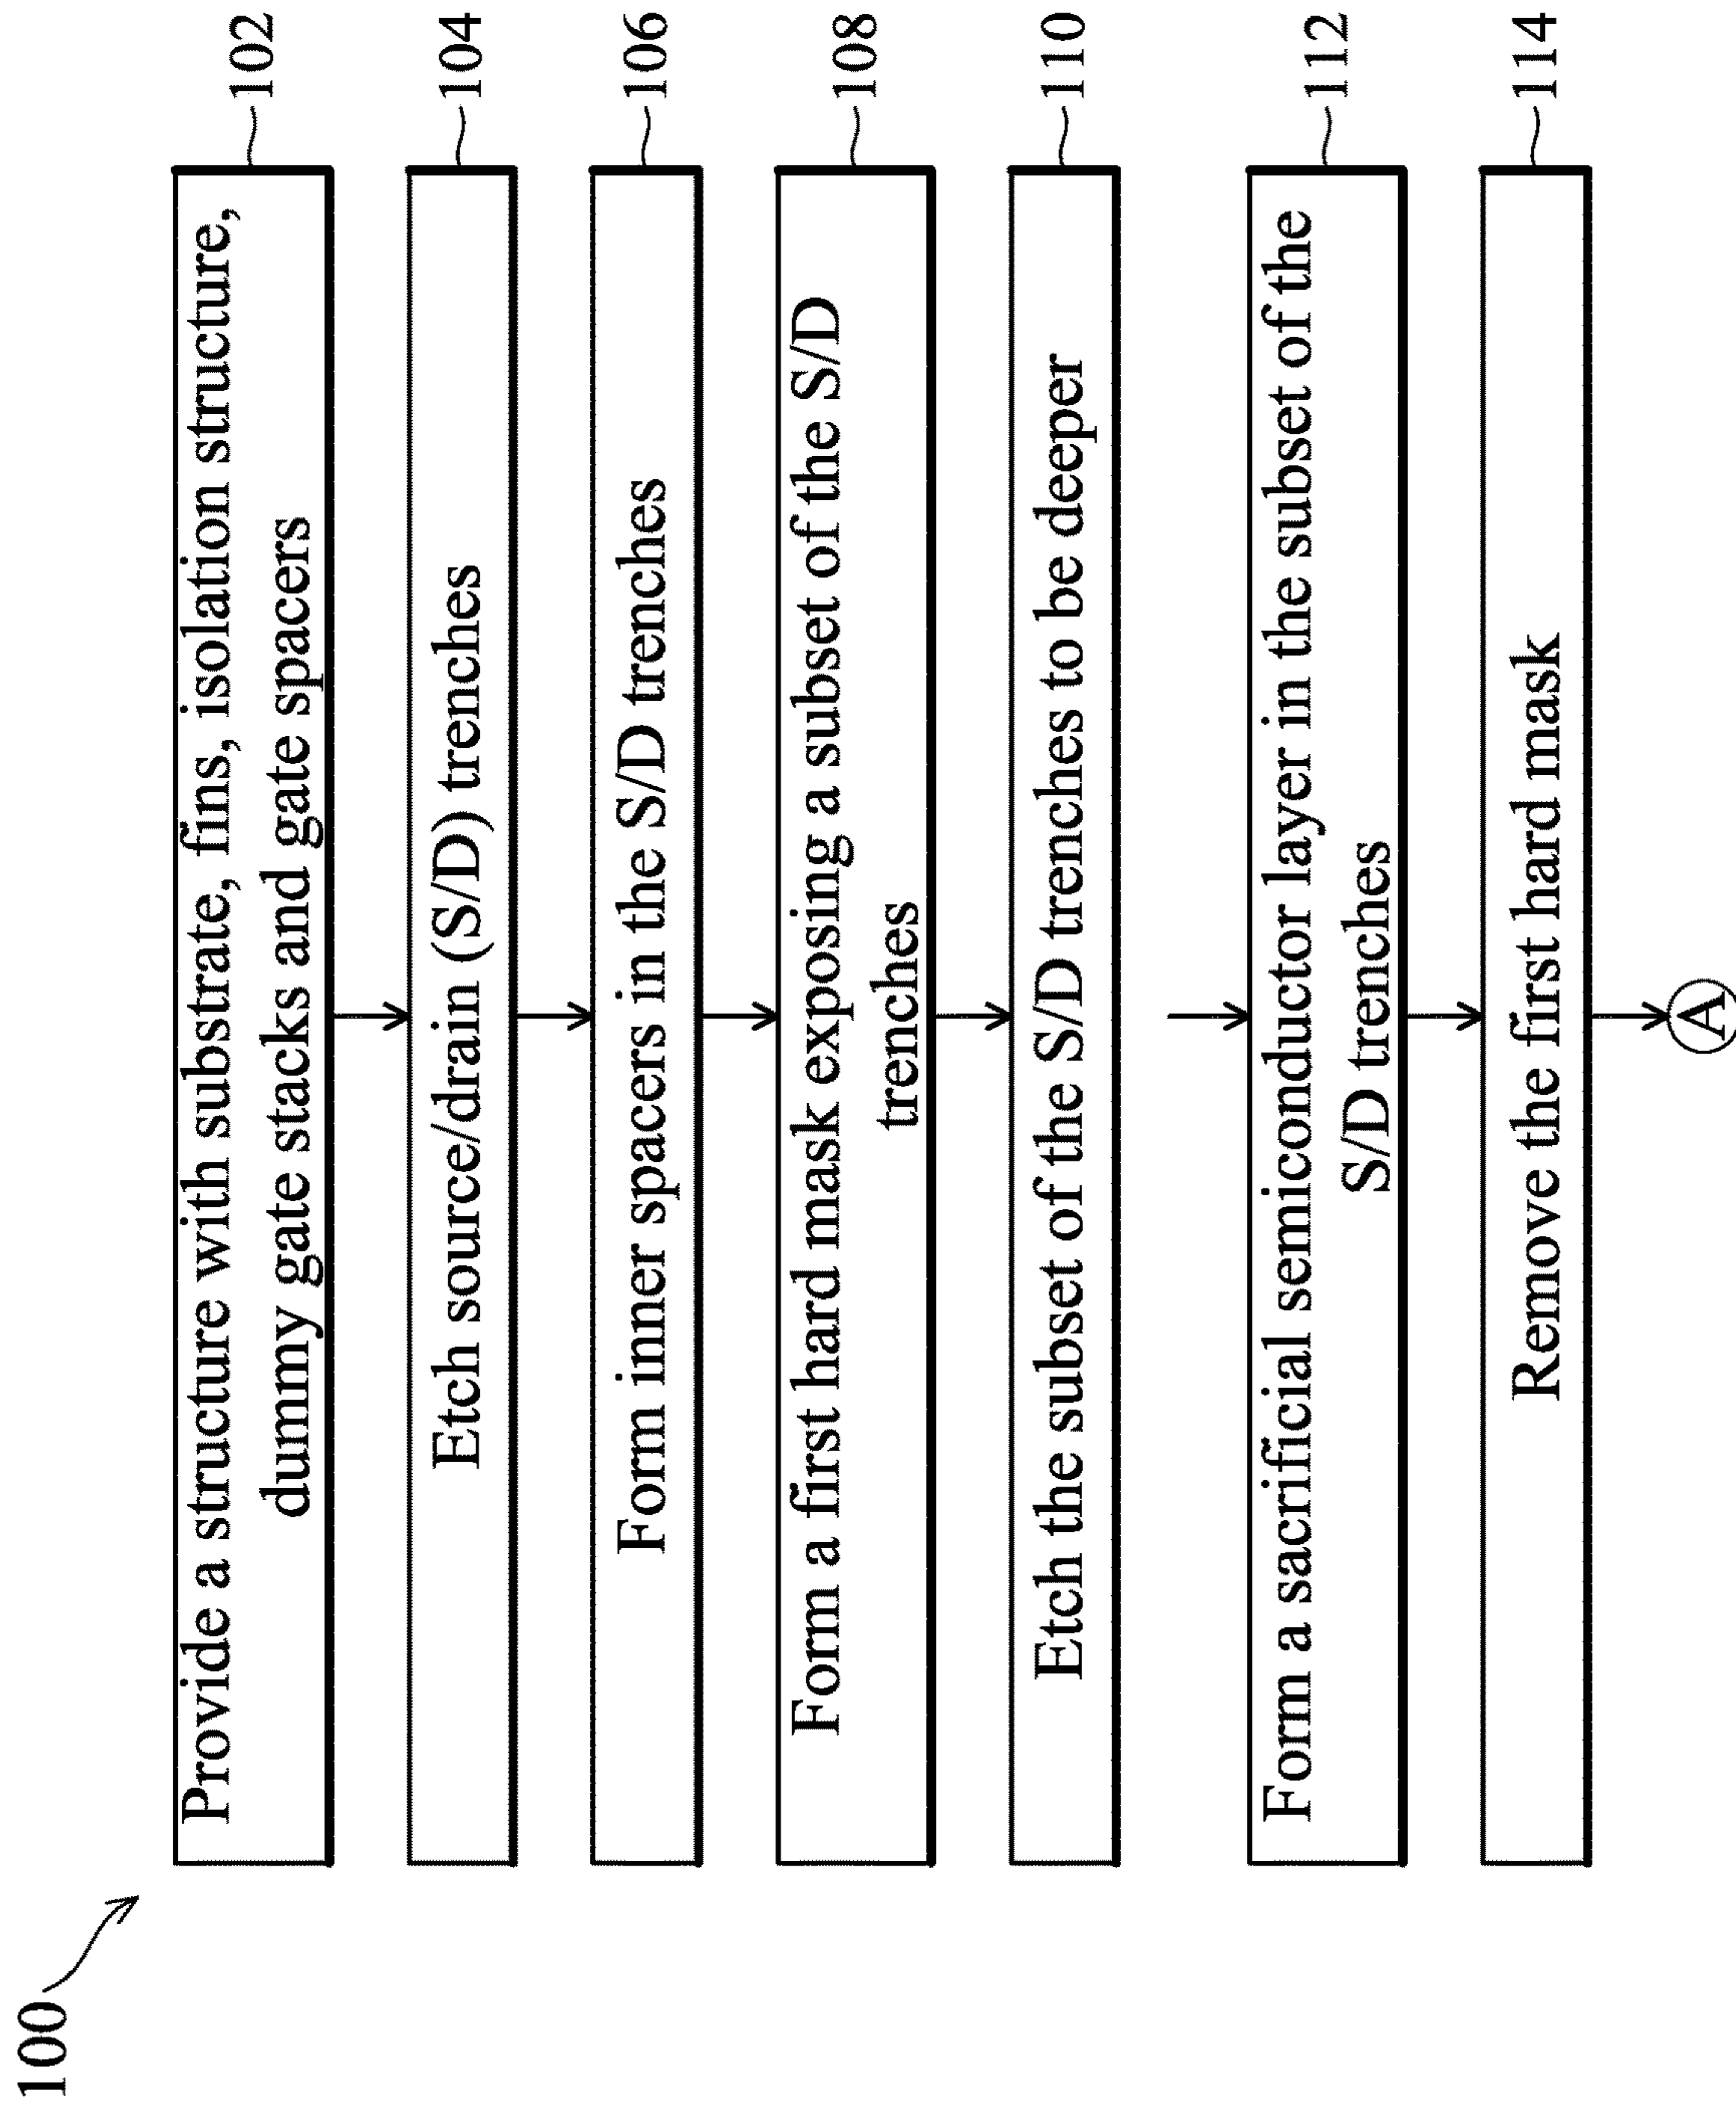 100
Provide a structure with substrate, fins, isolation structure,
dummy gate stacks and gate spacers
102
Etch source/drain (S/D) trenches
104
Form inner spacers in the S/D trenches
106
Form a first hard mask exposing a subset of the S/D
trenches
108
Etch the subset of the S/D trenches to be deeper
110
Form a sacrificial semiconductor layer in the subset of the
S/D trenches
112
Remove the first hard mask
114
A